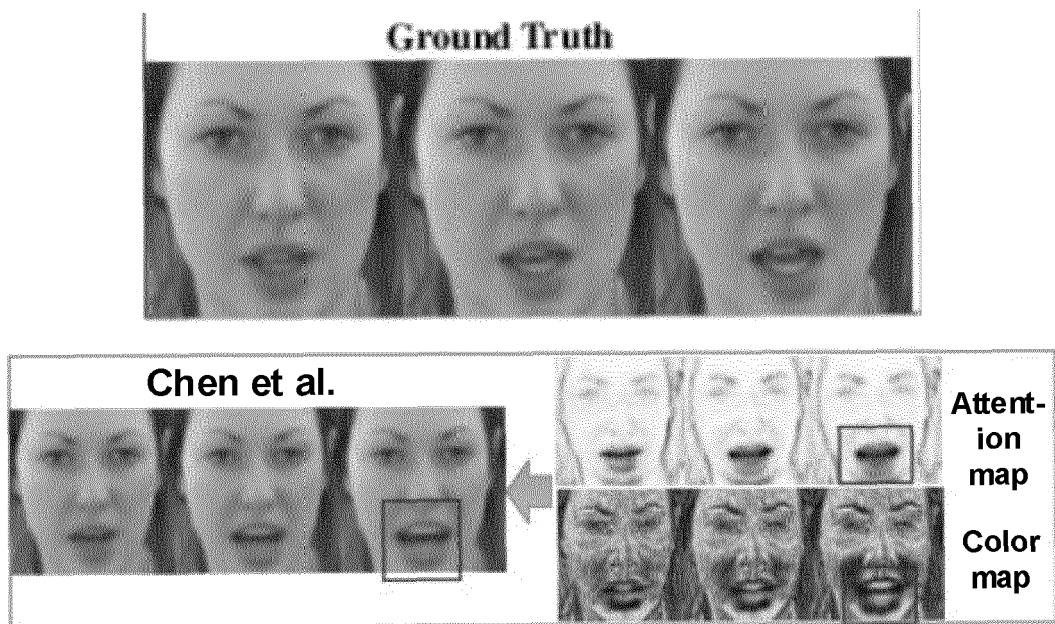 Ground Truth
Chen et al.
Attent-
ion
map
Color
map